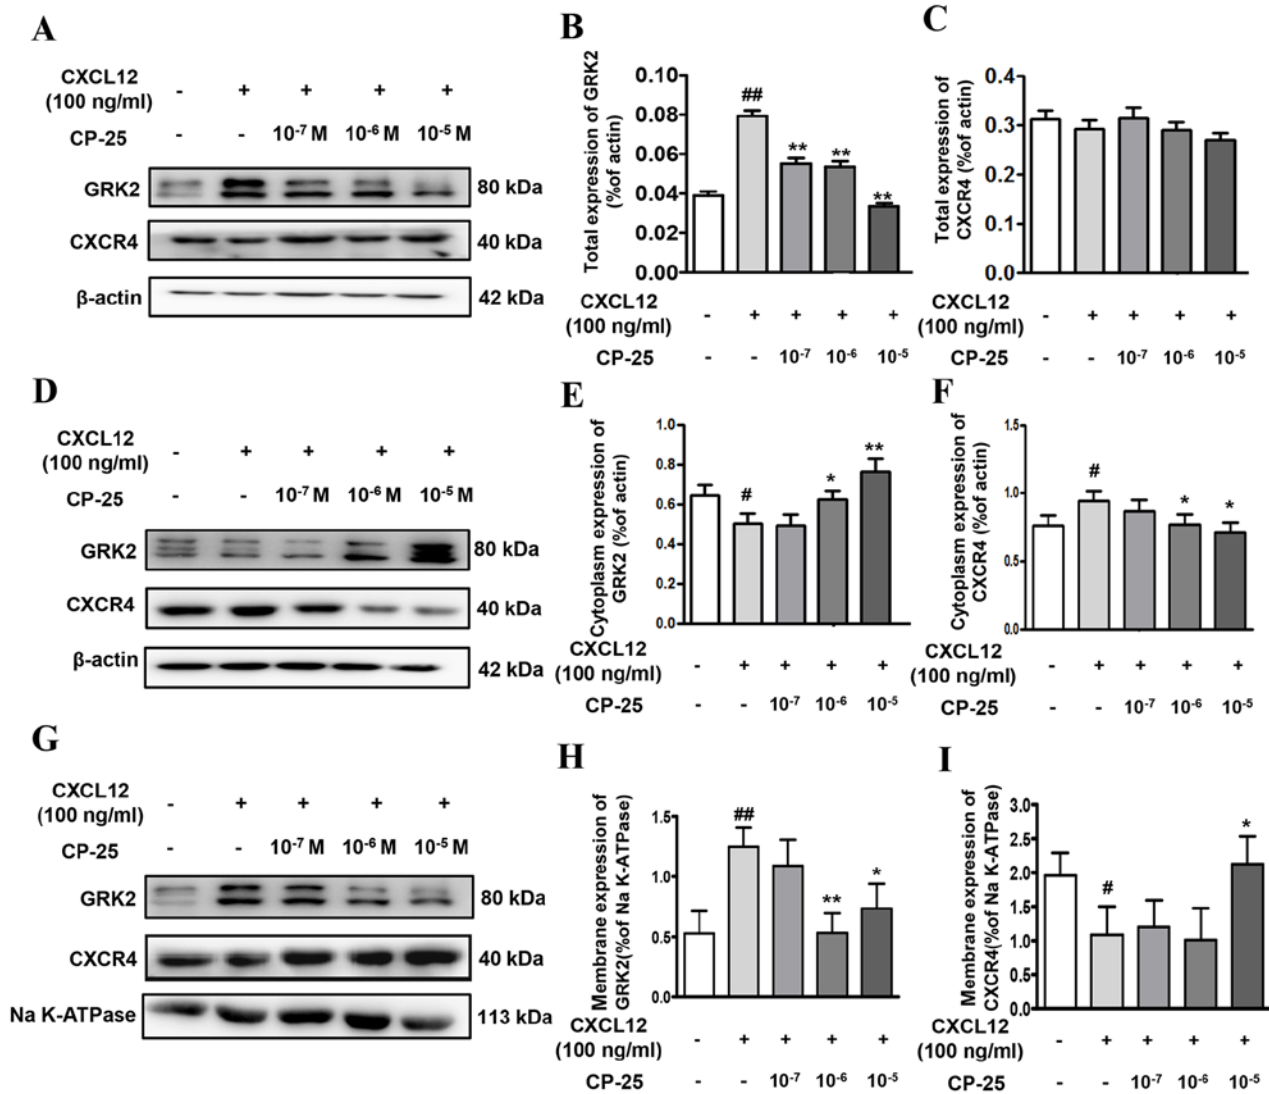 A
CXCL12
(100 ng/ml)
- + + + +
CP-25
- - 10⁻⁷ M 10⁻⁶ M 10⁻⁵ M
GRK2 80 kDa
CXCR4 40 kDa
β-actin 42 kDa
B
Total expression of GRK2
(%of actin)
0.10
0.08
0.06
0.04
0.02
0.00
##
**
**
**
CXCL12
(100 ng/ml)
- + + + +
CP-25
- - 10⁻⁷ 10⁻⁶ 10⁻⁵
C
Total expression of
CXCR4 (%of actin)
0.4
0.3
0.2
0.1
0.0
CXCL12
(100 ng/ml)
- + + + +
CP-25
- - 10⁻⁷ 10⁻⁶ 10⁻⁵
D
CXCL12
(100 ng/ml)
- + + + +
CP-25
- - 10⁻⁷ M 10⁻⁶ M 10⁻⁵ M
GRK2 80 kDa
CXCR4 40 kDa
β-actin 42 kDa
E
Cytoplasm expression of
GRK2 (%of actin)
1.0
0.8
0.6
0.4
0.2
0.0
#
*
**
CXCL12
(100 ng/ml)
- + + + +
CP-25
- - 10⁻⁷ 10⁻⁶ 10⁻⁵
F
Cytoplasm expression of
CXCR4 (%of actin)
1.5
1.0
0.5
0.0
#
*
*
CXCL12
(100 ng/ml)
- + + + +
CP-25
- - 10⁻⁷ 10⁻⁶ 10⁻⁵
G
CXCL12
(100 ng/ml)
- + + + +
CP-25
- - 10⁻⁷ M 10⁻⁶ M 10⁻⁵ M
GRK2 80 kDa
CXCR4 40 kDa
Na K-ATPase 113 kDa
H
Membrane expression of
GRK2(%of Na K-ATPase)
1.5
1.0
0.5
0.0
##
**
*
CXCL12
(100 ng/ml)
- + + + +
CP-25
- - 10⁻⁷ 10⁻⁶ 10⁻⁵
I
Membrane expression of
CXCR4(%of Na K-ATPase)
3.0
2.5
2.0
1.5
1.0
0.5
0.0
#
*
CXCL12
(100 ng/ml)
- + + + +
CP-25
- - 10⁻⁷ 10⁻⁶ 10⁻⁵